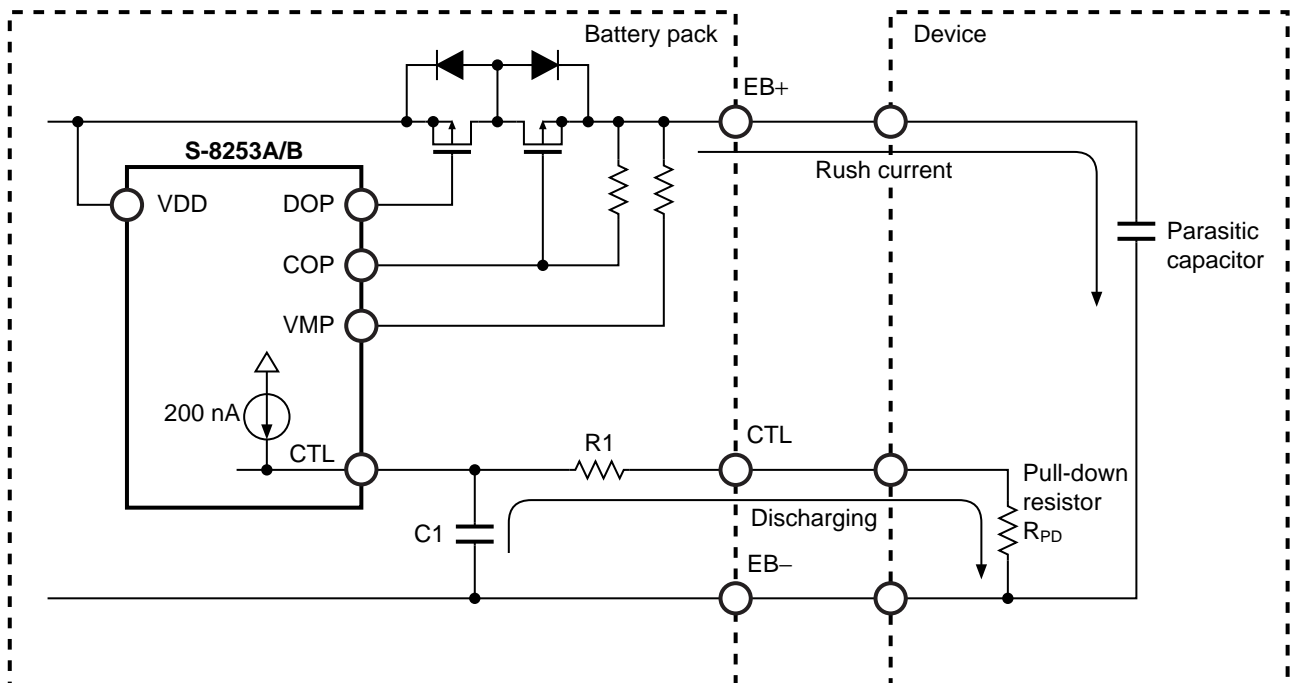 Battery pack
Device
EB+
S-8253A/B
Rush current
VDD
DOP
COP
Parasitic
capacitor
VMP
200 nA
CTL
R1
CTL
Pull-down
resistor
R_PD
Discharging
C1
EB−